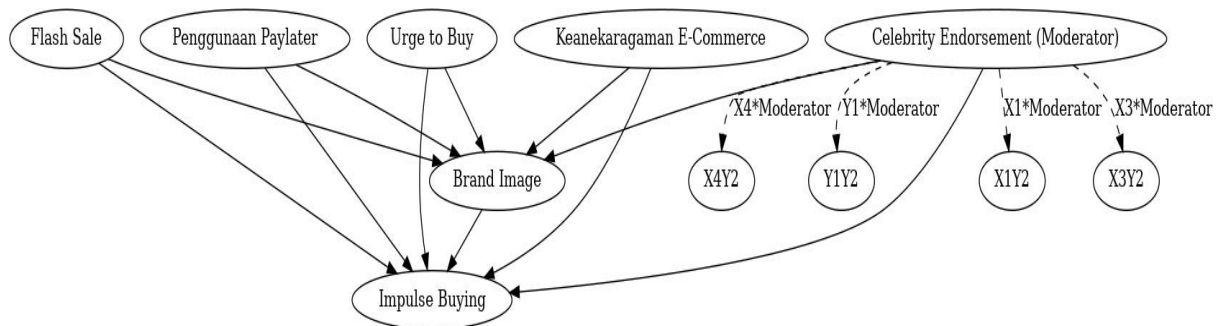 Flash Sale
Penggunaan Paylater
Urge to Buy
Keanekaragaman E-Commerce
Celebrity Endorsement (Moderator)
X4*Moderator
Y1*Moderator
X1*Moderator
X3*Moderator
Brand Image
X4Y2
Y1Y2
X1Y2
X3Y2
Impulse Buying